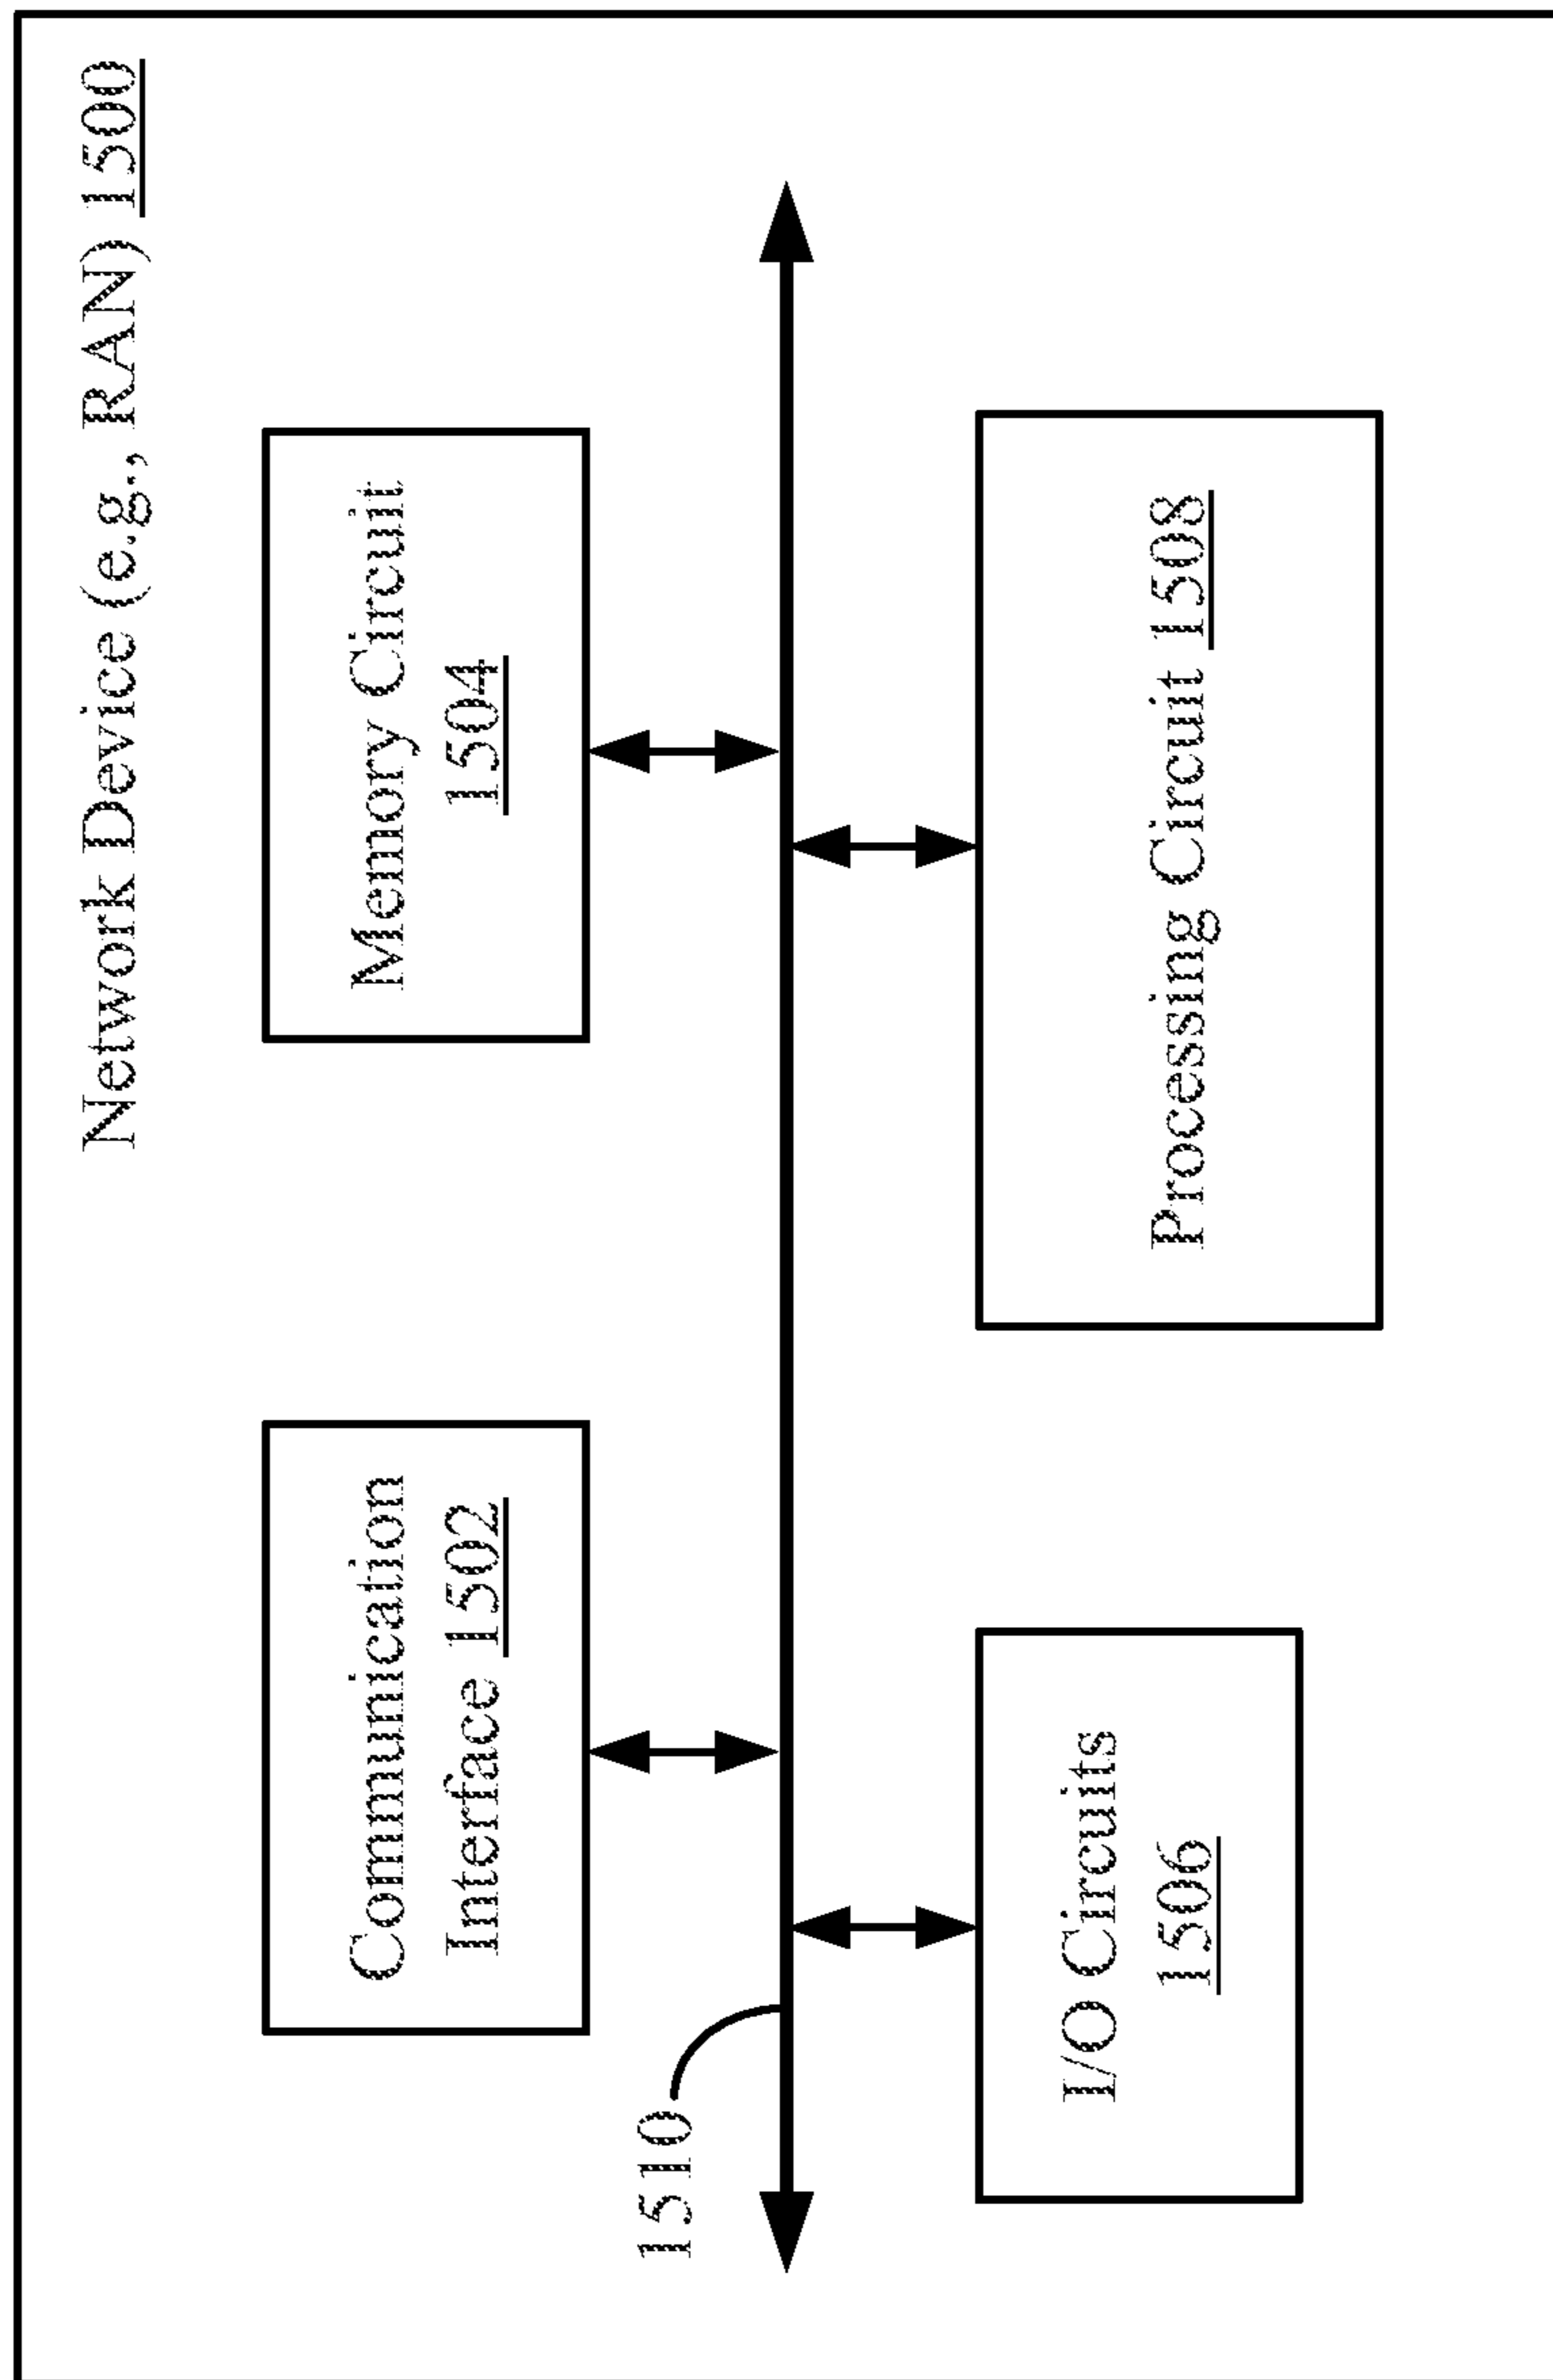 Network Device (e.g., RAN) 1500
Communication
Interface 1502
Memory Circuit
1504
1510
I/O Circuits
1506
Processing Circuit 1508